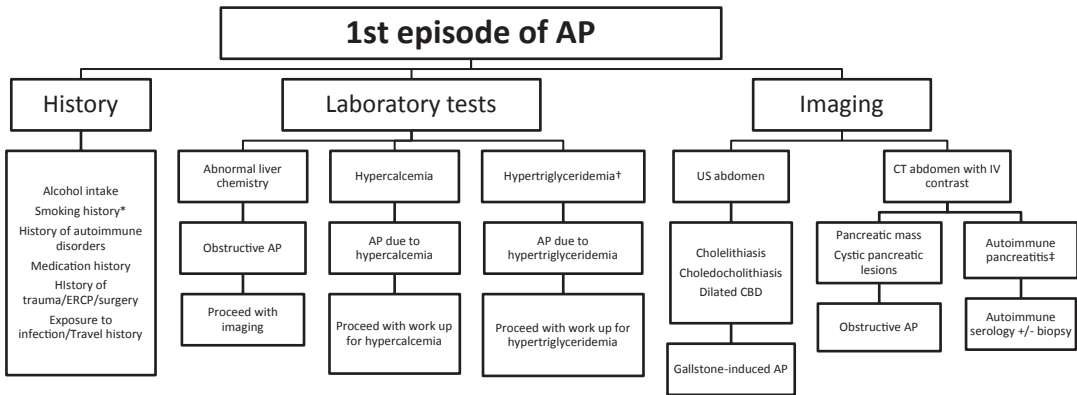 1st episode of AP
History
Laboratory tests
Imaging
Alcohol intake
Smoking history*
History of autoimmune
disorders
Medication history
HIstory of
trauma/ERCP/surgery
Exposure to
infection/Travel history
Abnormal liver
chemistry
Obstructive AP
Proceed with
imaging
Hypercalcemia
AP due to
hypercalcemia
Proceed with work up
for hypercalcemia
Hypertriglyceridemia†
AP due to
hypertriglyceridemia
Proceed with work up for
hypertriglyceridemia
US abdomen
Cholelithiasis
Choledocholithiasis
Dilated CBD
Gallstone-induced AP
CT abdomen with IV
contrast
Pancreatic mass
Cystic pancreatic
lesions
Obstructive AP
Autoimmune
pancreatitis‡
Autoimmune
serology +/- biopsy